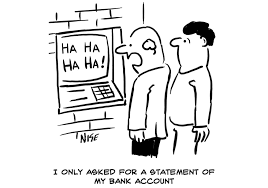 HA HA
HA HA!
NISE
I ONLY ASKED FOR A STATEMENT OF
MY BANK ACCOUNT